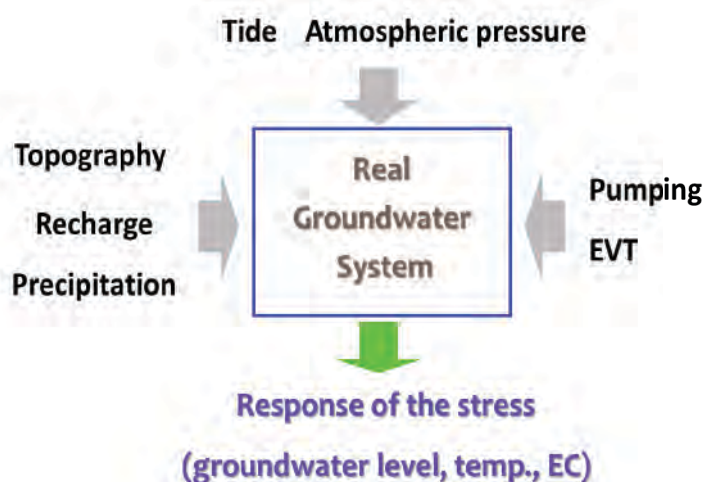 Tide Atmospheric pressure
Topography
Recharge
Precipitation
Real
Groundwater
System
Pumping
EVT
Response of the stress
(groundwater level, temp., EC)